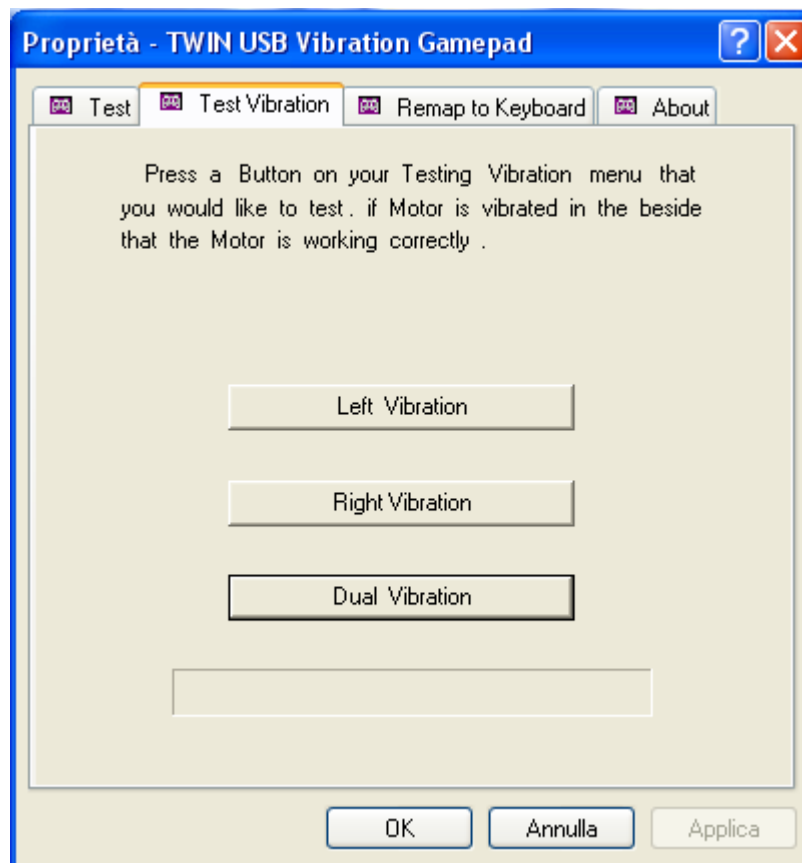 Proprietà - TWIN USB Vibration Gamepad
Test Test Vibration Remap to Keyboard About
Press a Button on your Testing Vibration menu that
you would like to test. if Motor is vibrated in the beside
that the Motor is working correctly .
Left Vibration
Right Vibration
Dual Vibration
OK Annulla Applica